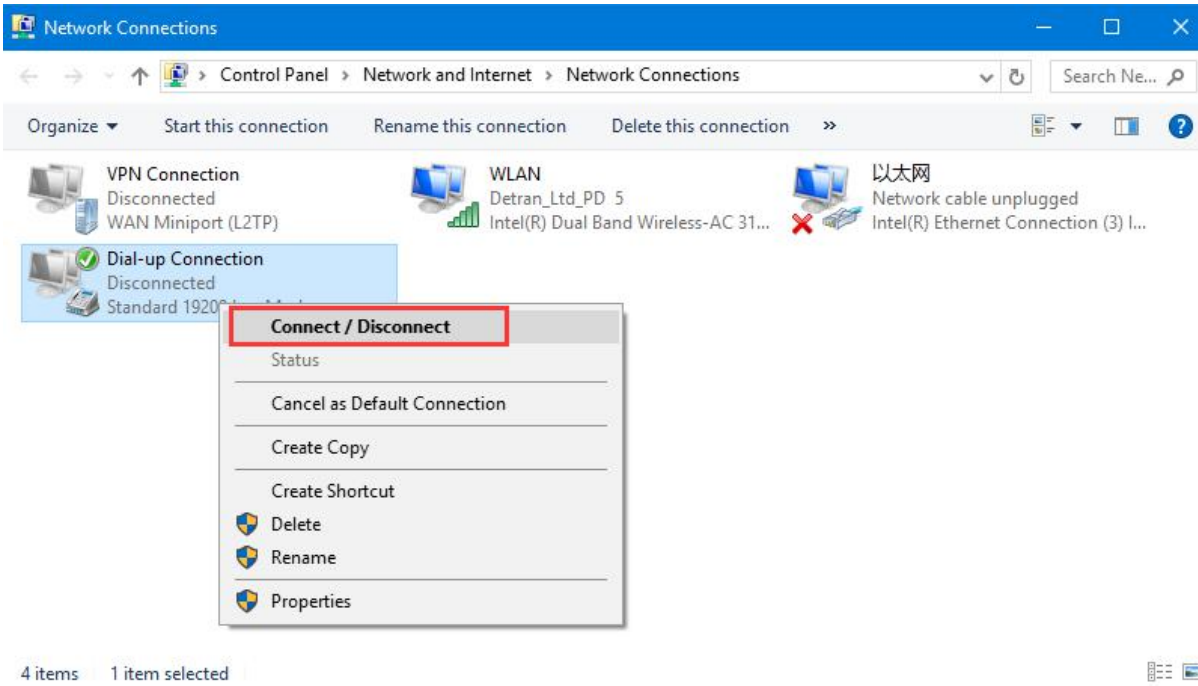 Network Connections
Control Panel > Network and Internet > Network Connections
Search Ne...
Organize Start this connection Rename this connection Delete this connection »
VPN Connection
Disconnected
WAN Miniport (L2TP)
WLAN
Detran_Ltd_PD 5
Intel(R) Dual Band Wireless-AC 31...
以太网
Network cable unplugged
Intel(R) Ethernet Connection (3) I...
Dial-up Connection
Disconnected
Standard 1920
Connect / Disconnect
Status
Cancel as Default Connection
Create Copy
Create Shortcut
Delete
Rename
Properties
4 items 1 item selected